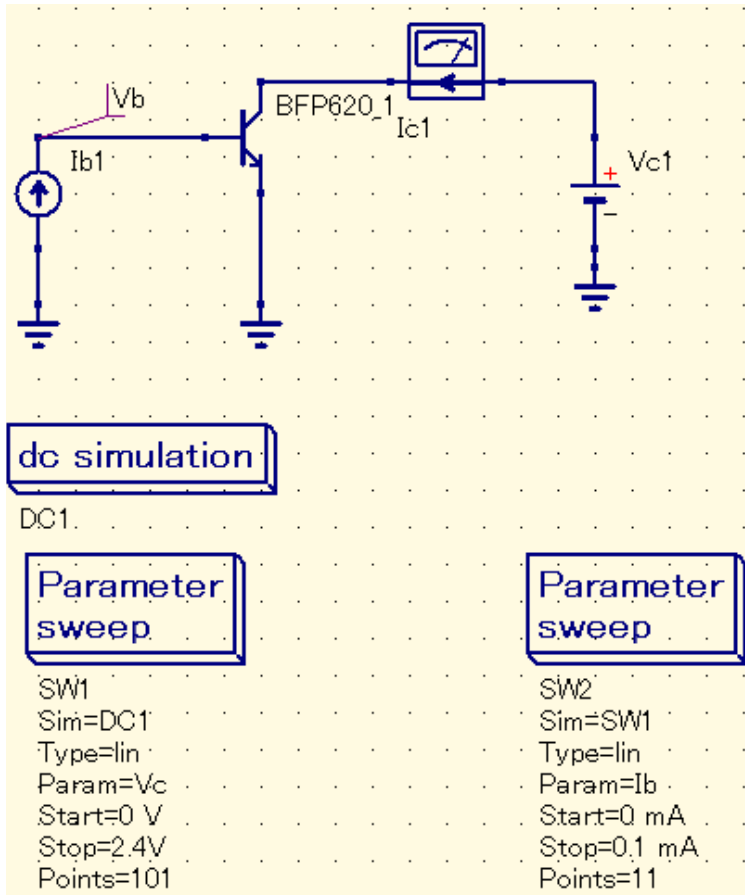 Vb
BFP620_1
Ic1
Ib1
Vc1
+
−
dc simulation
DC1
Parameter
sweep
SW1
Sim=DC1
Type=lin
Param=Vc
Start=0 V
Stop=2.4V
Points=101
Parameter
sweep
SW2
Sim=SW1
Type=lin
Param=Ib
Start=0 mA
Stop=0.1 mA
Points=11